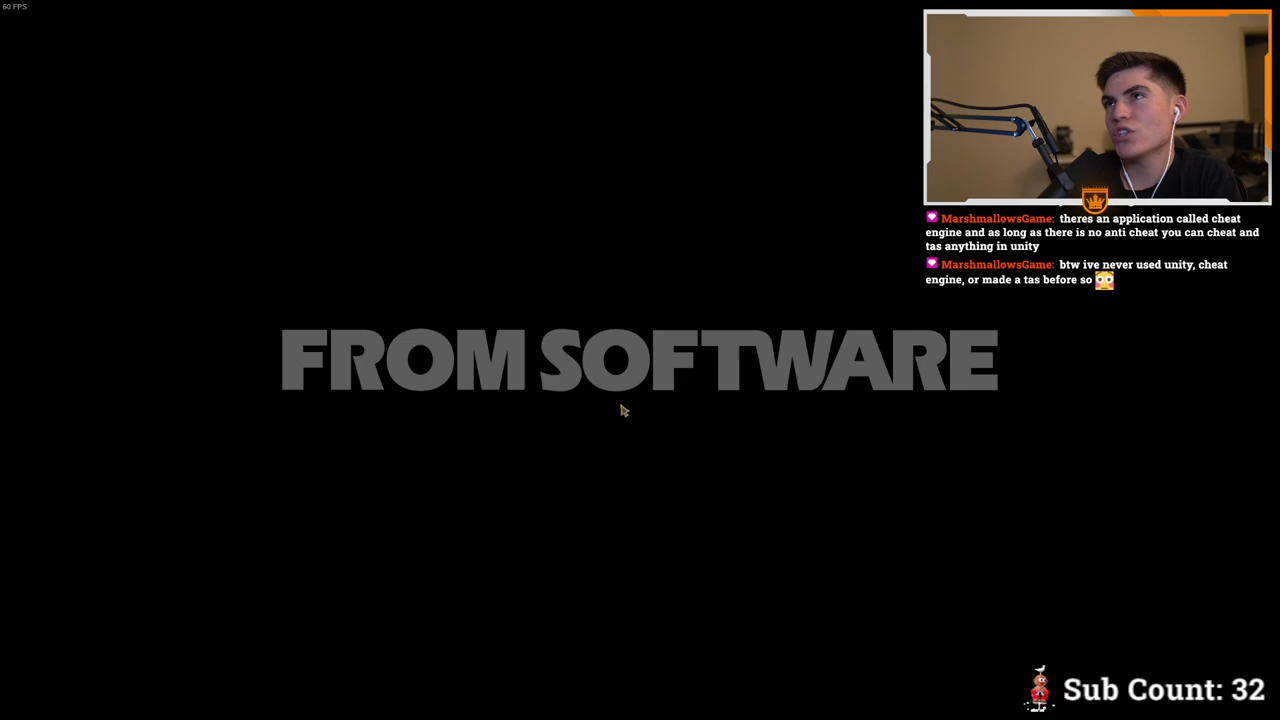 60 FPS
MarshmallowsGame: theres an application called cheat
engine and as long as there is no anti cheat you can cheat and
tas anything in unity
MarshmallowsGame: btw ive never used unity, cheat
engine, or made a tas before so
FROM SOFTWARE
Sub Count: 32